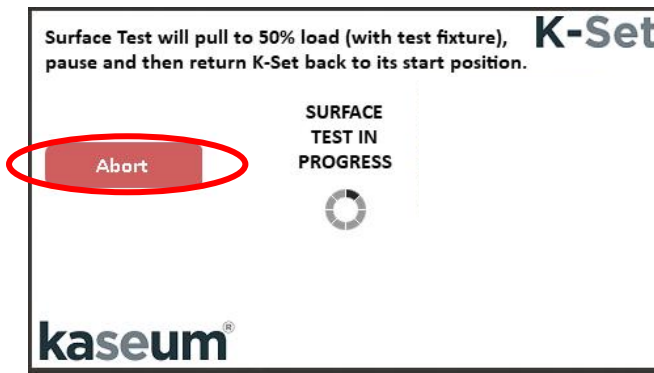 Surface Test will pull to 50% load (with test fixture),
pause and then return K-Set back to its start position.
K-Set
SURFACE
TEST IN
PROGRESS
Abort
kaseum®